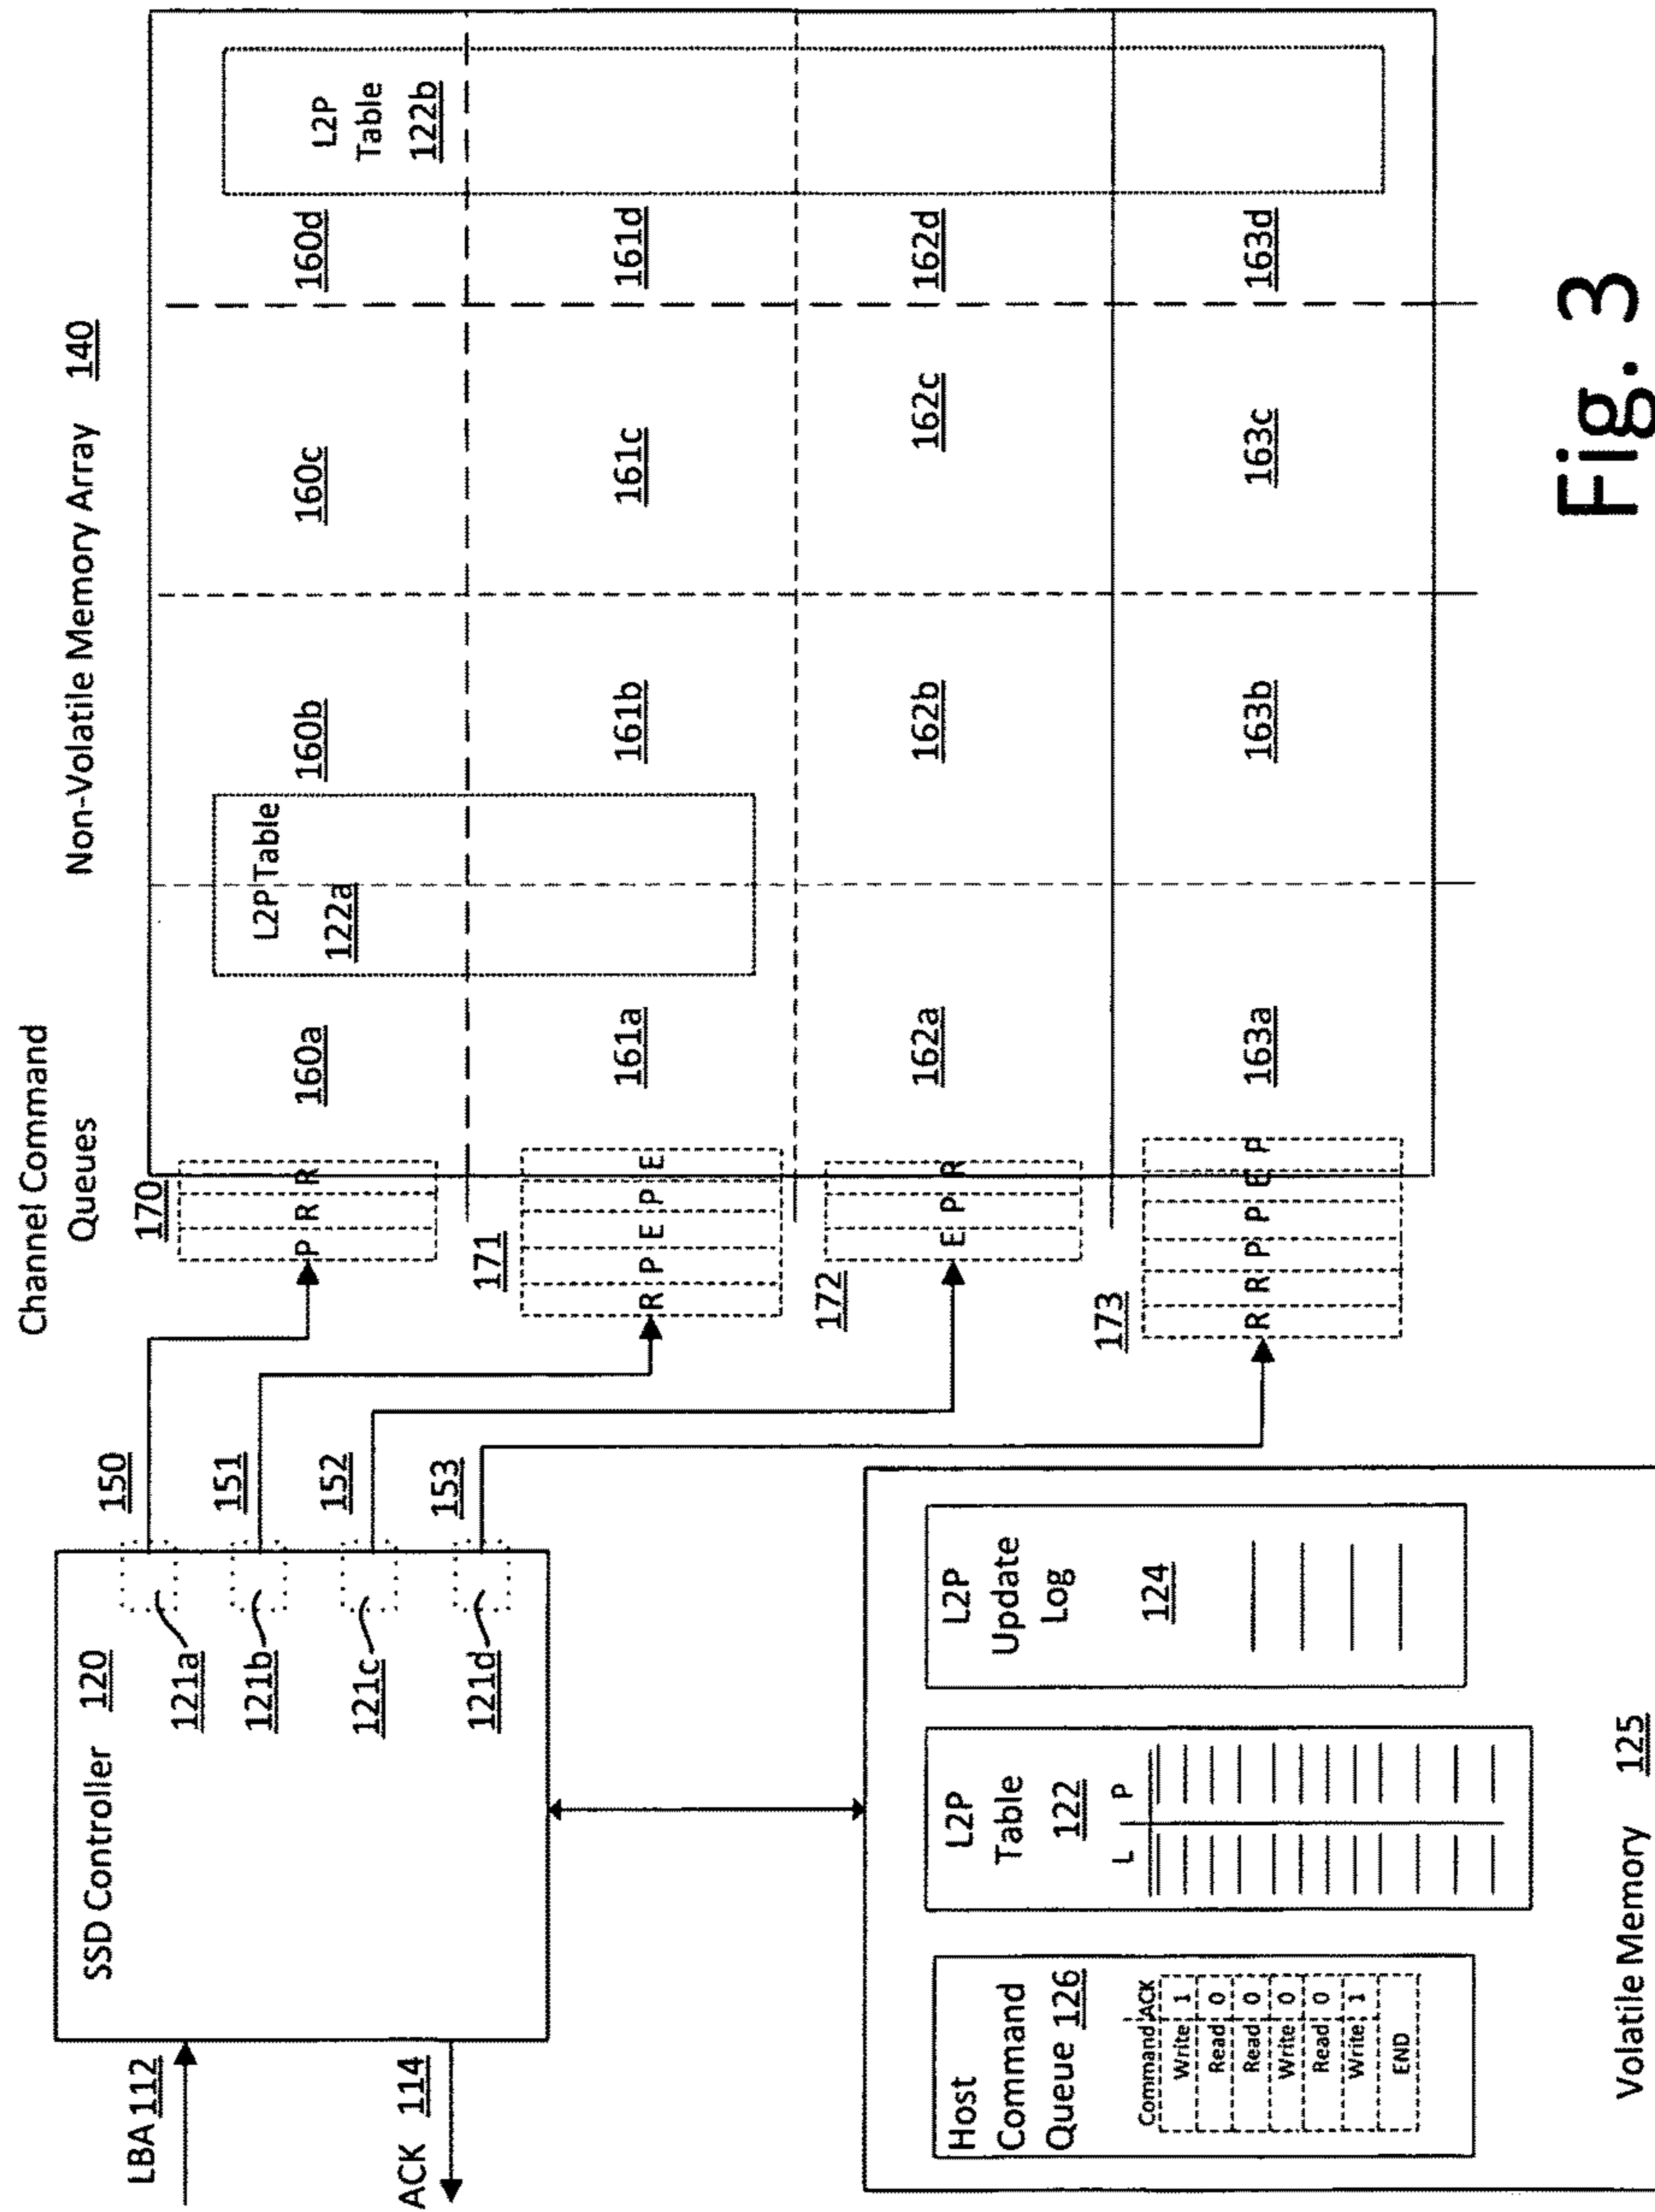 Channel Command
Queues
Non-Volatile Memory Array 140
LBA 112
ACK 114
SSD Controller 120
121a
121b
121c
121d
150
151
152
153
170
P R R
171
R P E P E
172
E P R
173
R R P P E P
160a
160b
160c
160d
161a
161b
161c
161d
162a
162b
162c
162d
163a
163b
163c
163d
L2P Table
122a
L2P
Table
122b
Host
Command
Queue 126
Command ACK
Write 1
Read 0
Read 0
Write 0
Read 0
Write 1
END
L2P
Table
122
L P
L2P
Update
Log
124
Volatile Memory 125
Fig. 3